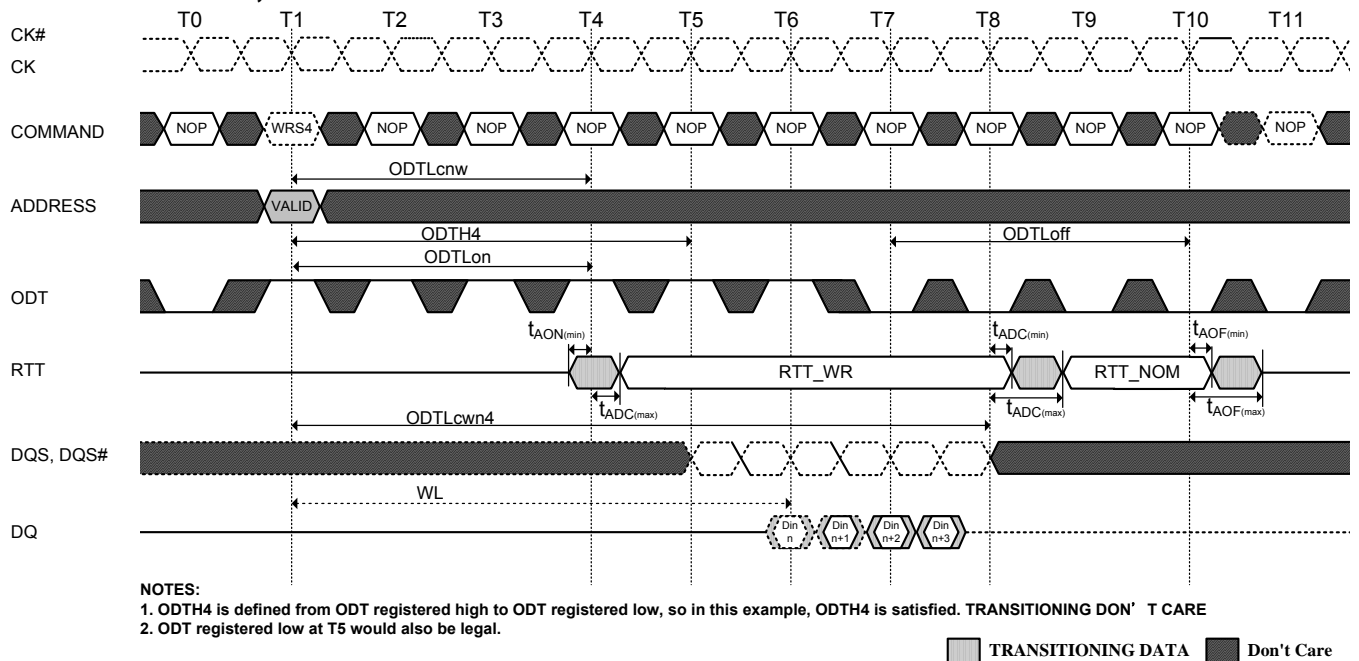 T0 T1 T2 T3 T4 T5 T6 T7 T8 T9 T10 T11
CK#
CK
COMMAND NOP WRS4 NOP NOP NOP NOP NOP NOP NOP NOP NOP NOP
ODTLcnw
ADDRESS VALID
ODTH4 ODTLoff
ODTLon
ODT
tAON(min) tADC(min) tAOF(min)
RTT RTT_WR RTT_NOM
tADC(max) tADC(max) tAOF(max)
ODTLcwn4
DQS, DQS#
WL
DQ Din n Din n+1 Din n+2 Din n+3
NOTES:
1. ODTH4 is defined from ODT registered high to ODT registered low, so in this example, ODTH4 is satisfied. TRANSITIONING DON' T CARE
2. ODT registered low at T5 would also be legal.
TRANSITIONING DATA Don't Care